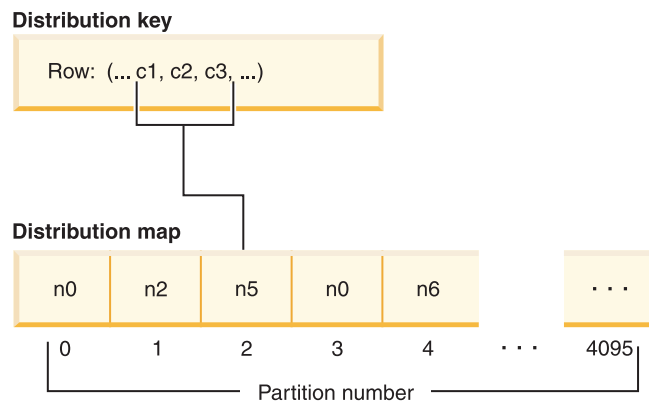 Distribution key
Row: (... c1, c2, c3, ...)
Distribution map
n0 n2 n5 n0 n6 . . .
0 1 2 3 4 . . . 4095
Partition number